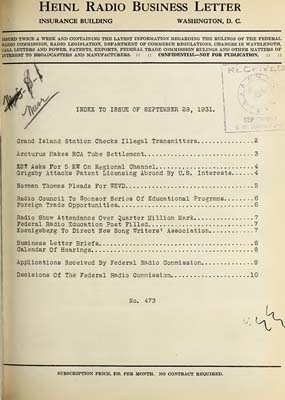 HEINL RADIO BUSINESS LETTER
INSURANCE BUILDING WASHINGTON, D. C.
ISSUED TWICE A WEEK AND CONTAINING THE LATEST INFORMATION REGARDING THE RULINGS OF THE FEDERAL
RADIO COMMISSION, RADIO LEGISLATION, DEPARTMENT OF COMMERCE REGULATIONS, CHANGES IN WAVELENGTH,
CALL LETTERS AND POWER, PATENTS, EXPORTS, FEDERAL TRADE COMMISSION RULINGS AND OTHER MATTERS OF
INTEREST TO BROADCASTERS AND MANUFACTURERS. :: :: CONFIDENTIAL—NOT FOR PUBLICATION. :: ::
RECEIVED
INDEX TO ISSUE OF SEPTEMBER 28, 1931.
Grand Island Station Checks Illegal Transmitters...............2
Arcturus Makes RCA Tube Settlement.............................3
KGW Asks For 5 KW On Regional Channel..........................4
Grigsby Attacks Patent Licensing Abroad By U.S. Interests......4
Norman Thomas Pleads For WEVD..................................5
Radio Council To Sponsor Series Of Educational Programs........6
Foreign Trade Opportunities....................................6
Radio Show Attendance Over Quarter Million Mark................7
Federal Radio Education Post Filled............................7
Koenigsberg To Direct New Song Writers' Association............7
Business Letter Briefs.........................................8
Calendar Of Hearings...........................................8
Applications Received By Federal Radio Commission..............9
Decisions Of The Federal Radio Commission.....................10
No. 473
SUBSCRIPTION PRICE, $10. PER MONTH. NO CONTRACT REQUIRED.